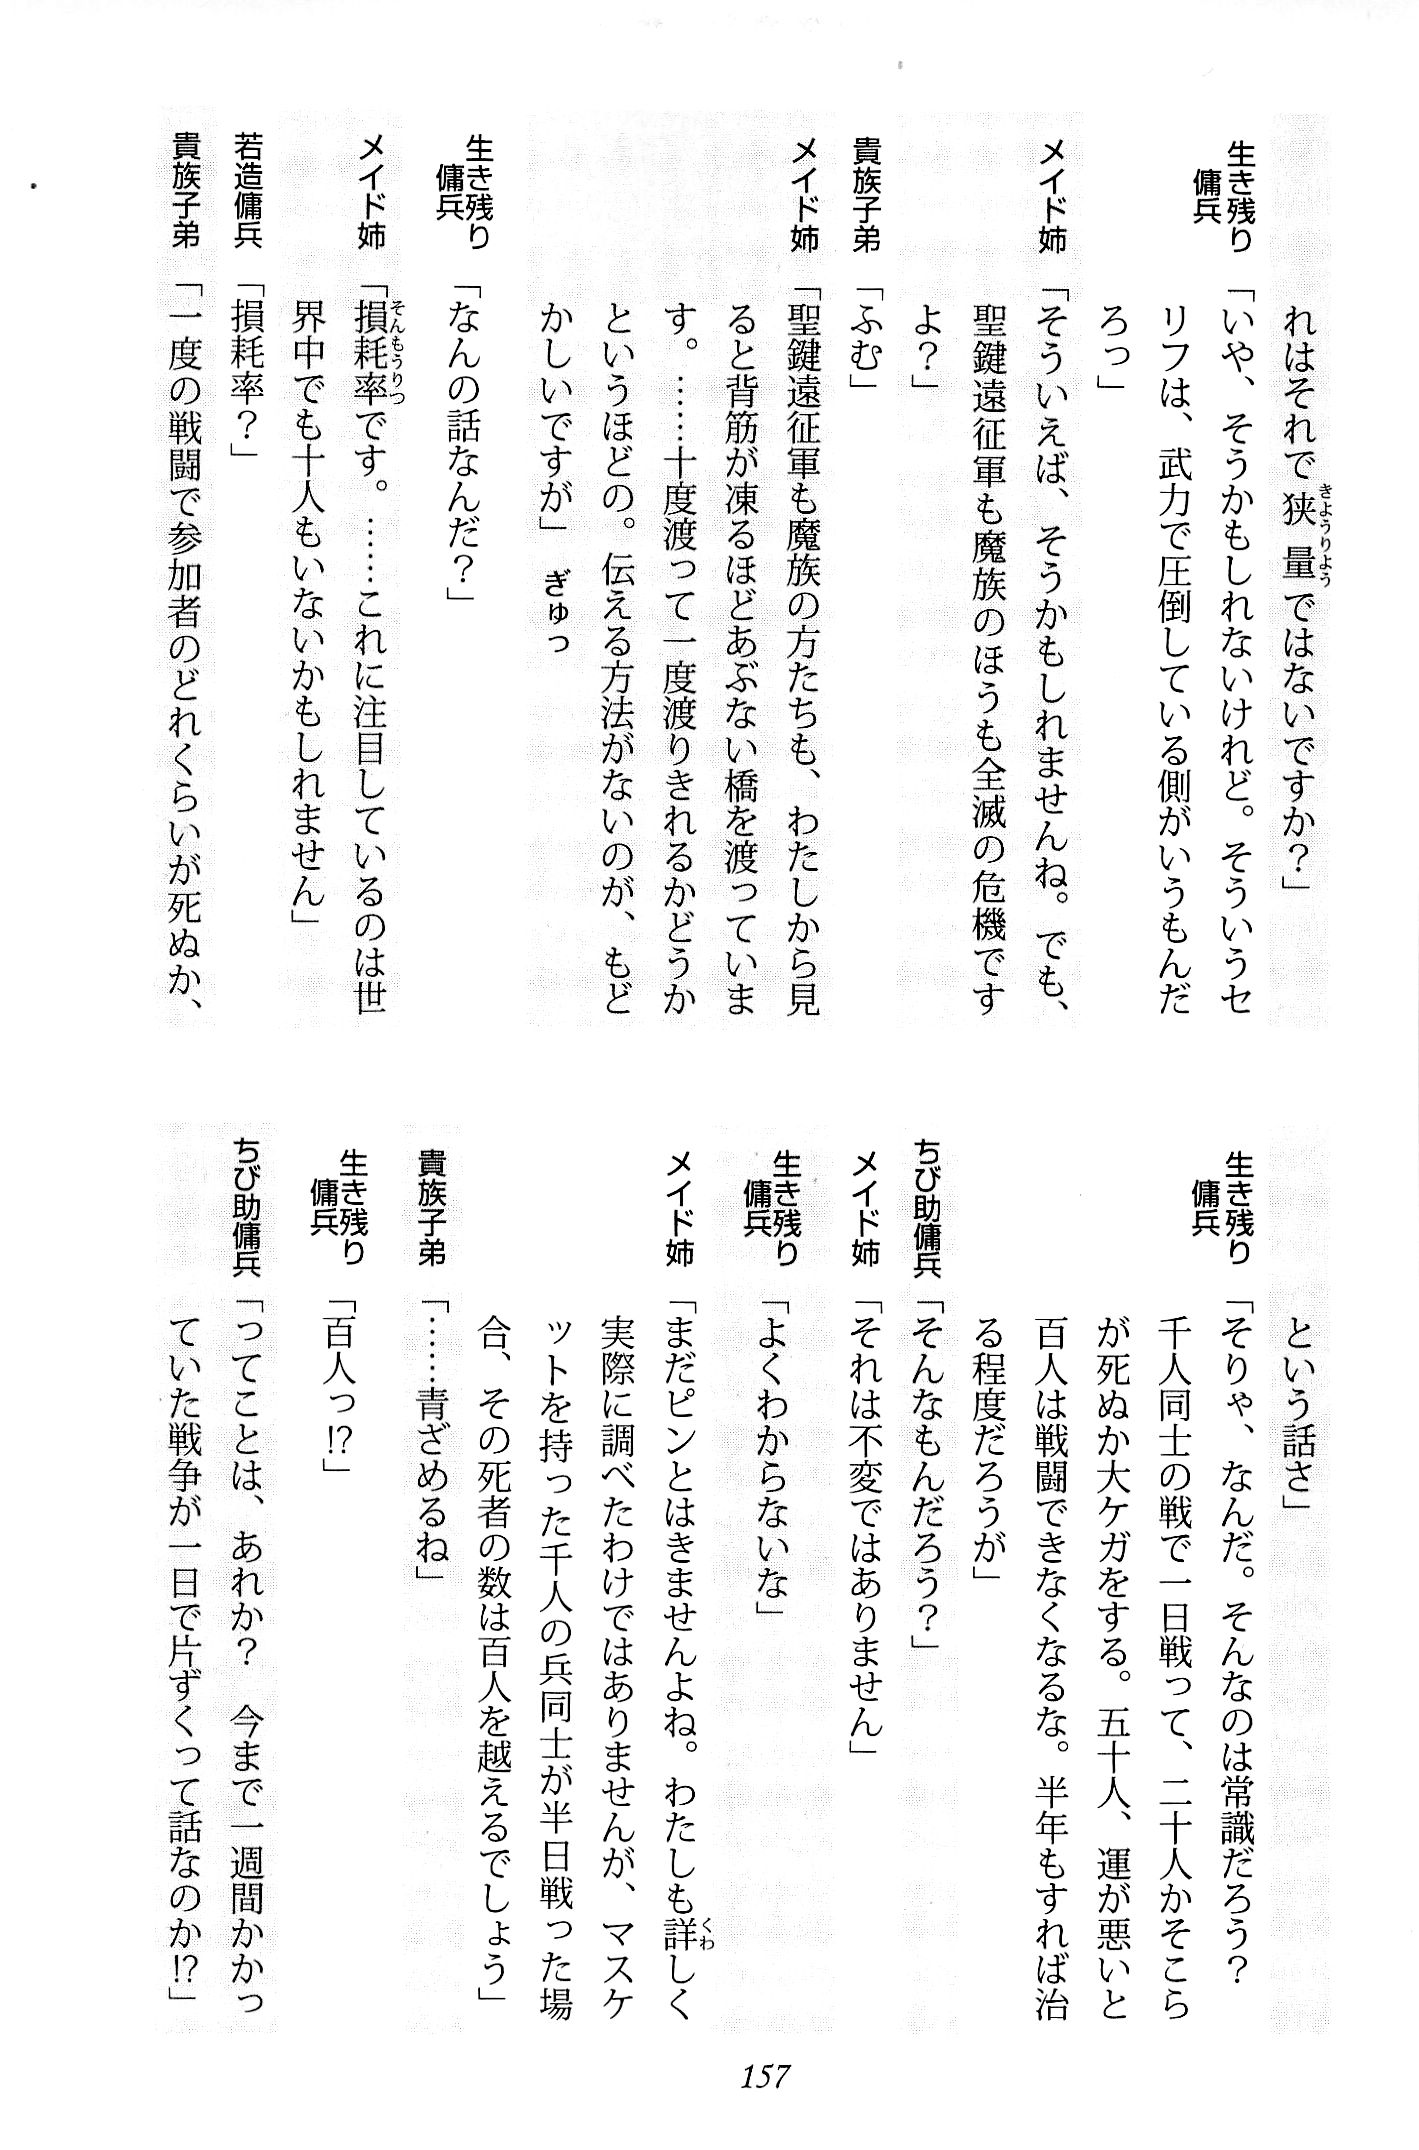 れはそれで狭量ではないですか？」
生き残り傭兵「いや、そうかもしれないけれど。そういうセ
リフは、武力で圧倒している側がいうもんだ
ろっ」
メイド姉「そういえば、そうかもしれませんね。でも、
聖鍵遠征軍も魔族のほうも全滅の危機です
よ？」
貴族子弟「ふむ」
メイド姉「聖鍵遠征軍も魔族の方たちも、わたしから見
ると背筋が凍るほどあぶない橋を渡っていま
す。……十度渡って一度渡りきれるかどうか
というほどの。伝える方法がないのが、もど
かしいですが」　ぎゅっ
生き残り傭兵「なんの話なんだ？」
メイド姉「損耗率です。……これに注目しているのは世
界中でも十人もいないかもしれません」
若造傭兵「損耗率？」
貴族子弟「一度の戦闘で参加者のどれくらいが死ぬか、
という話さ」
生き残り傭兵「そりゃ、なんだ。そんなのは常識だろう？
千人同士の戦で一日戦って、二十人かそこら
が死ぬか大ケガをする。五十人、運が悪いと
百人は戦闘できなくなるな。半年もすれば治
る程度だろうが」
ちび助傭兵「そんなもんだろう？」
メイド姉「それは不変ではありません」
生き残り傭兵「よくわからないな」
メイド姉「まだピンとはきませんよね。わたしも詳しく
実際に調べたわけではありませんが、マスケ
ットを持った千人の兵同士が半日戦った場
合、その死者の数は百人を越えるでしょう」
貴族子弟「……青ざめるね」
生き残り傭兵「百人っ!?」
ちび助傭兵「ってことは、あれか？　今まで一週間かかっ
ていた戦争が一日で片ずくって話なのか!?」
157